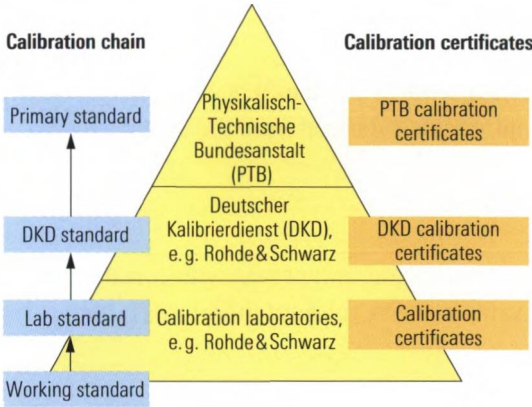 Calibration chain
Calibration certificates
Primary standard
Physikalisch-
Technische
Bundesanstalt
(PTB)
PTB calibration
certificates
DKD standard
Deutscher
Kalibrierdienst (DKD),
e.g. Rohde&Schwarz
DKD calibration
certificates
Lab standard
Calibration laboratories,
e.g. Rohde&Schwarz
Calibration
certificates
Working standard